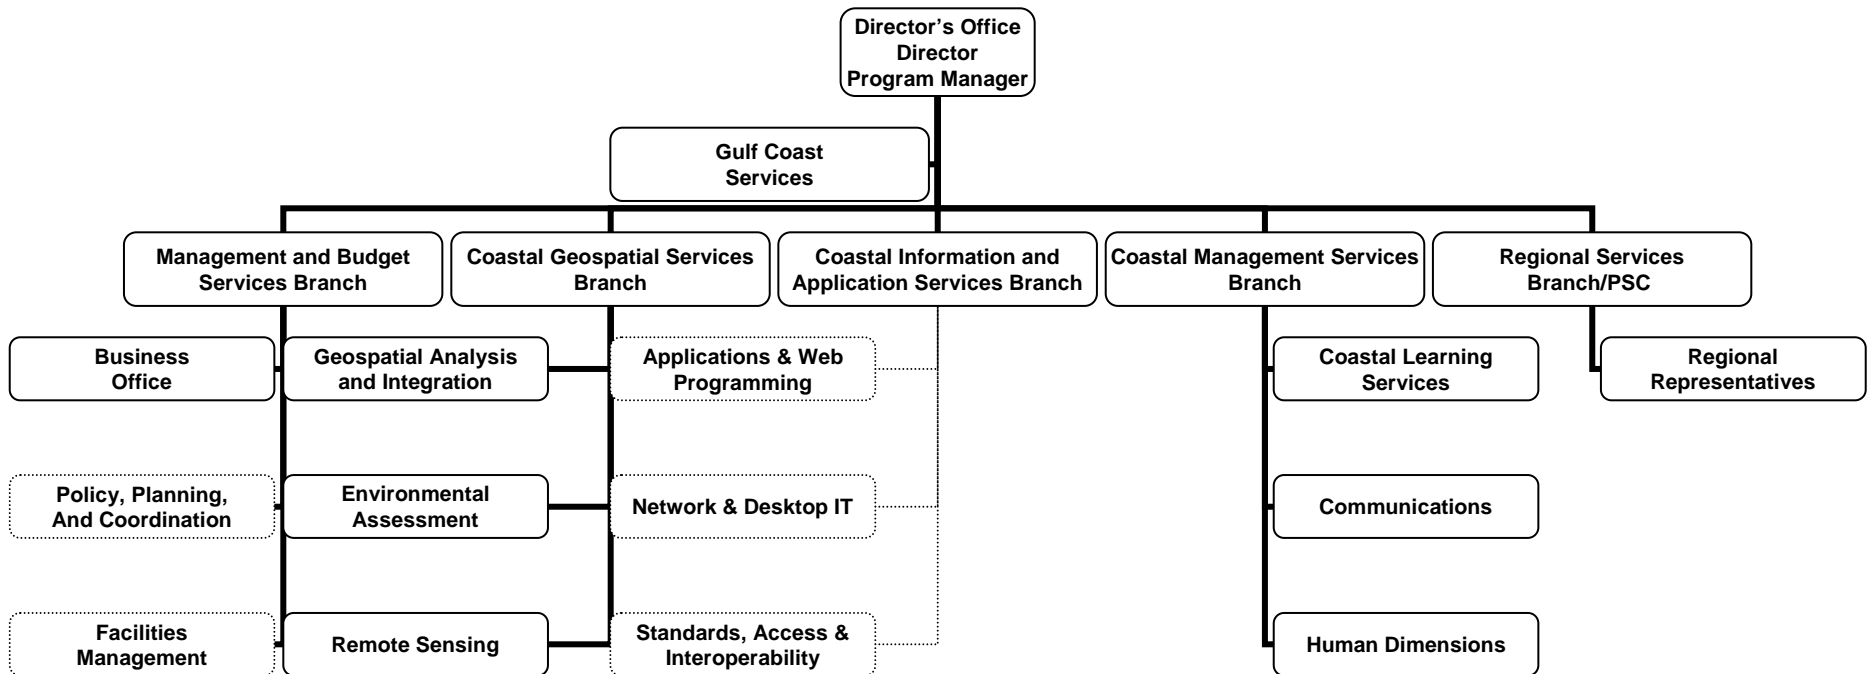 Director’s Office
Director
Program Manager
Gulf Coast
Services
Management and Budget
Services Branch
Coastal Geospatial Services
Branch
Coastal Information and
Application Services Branch
Coastal Management Services
Branch
Regional Services
Branch/PSC
Business
Office
Geospatial Analysis
and Integration
Applications & Web
Programming
Coastal Learning
Services
Regional
Representatives
Policy, Planning,
And Coordination
Environmental
Assessment
Network & Desktop IT
Communications
Facilities
Management
Remote Sensing
Standards, Access &
Interoperability
Human Dimensions